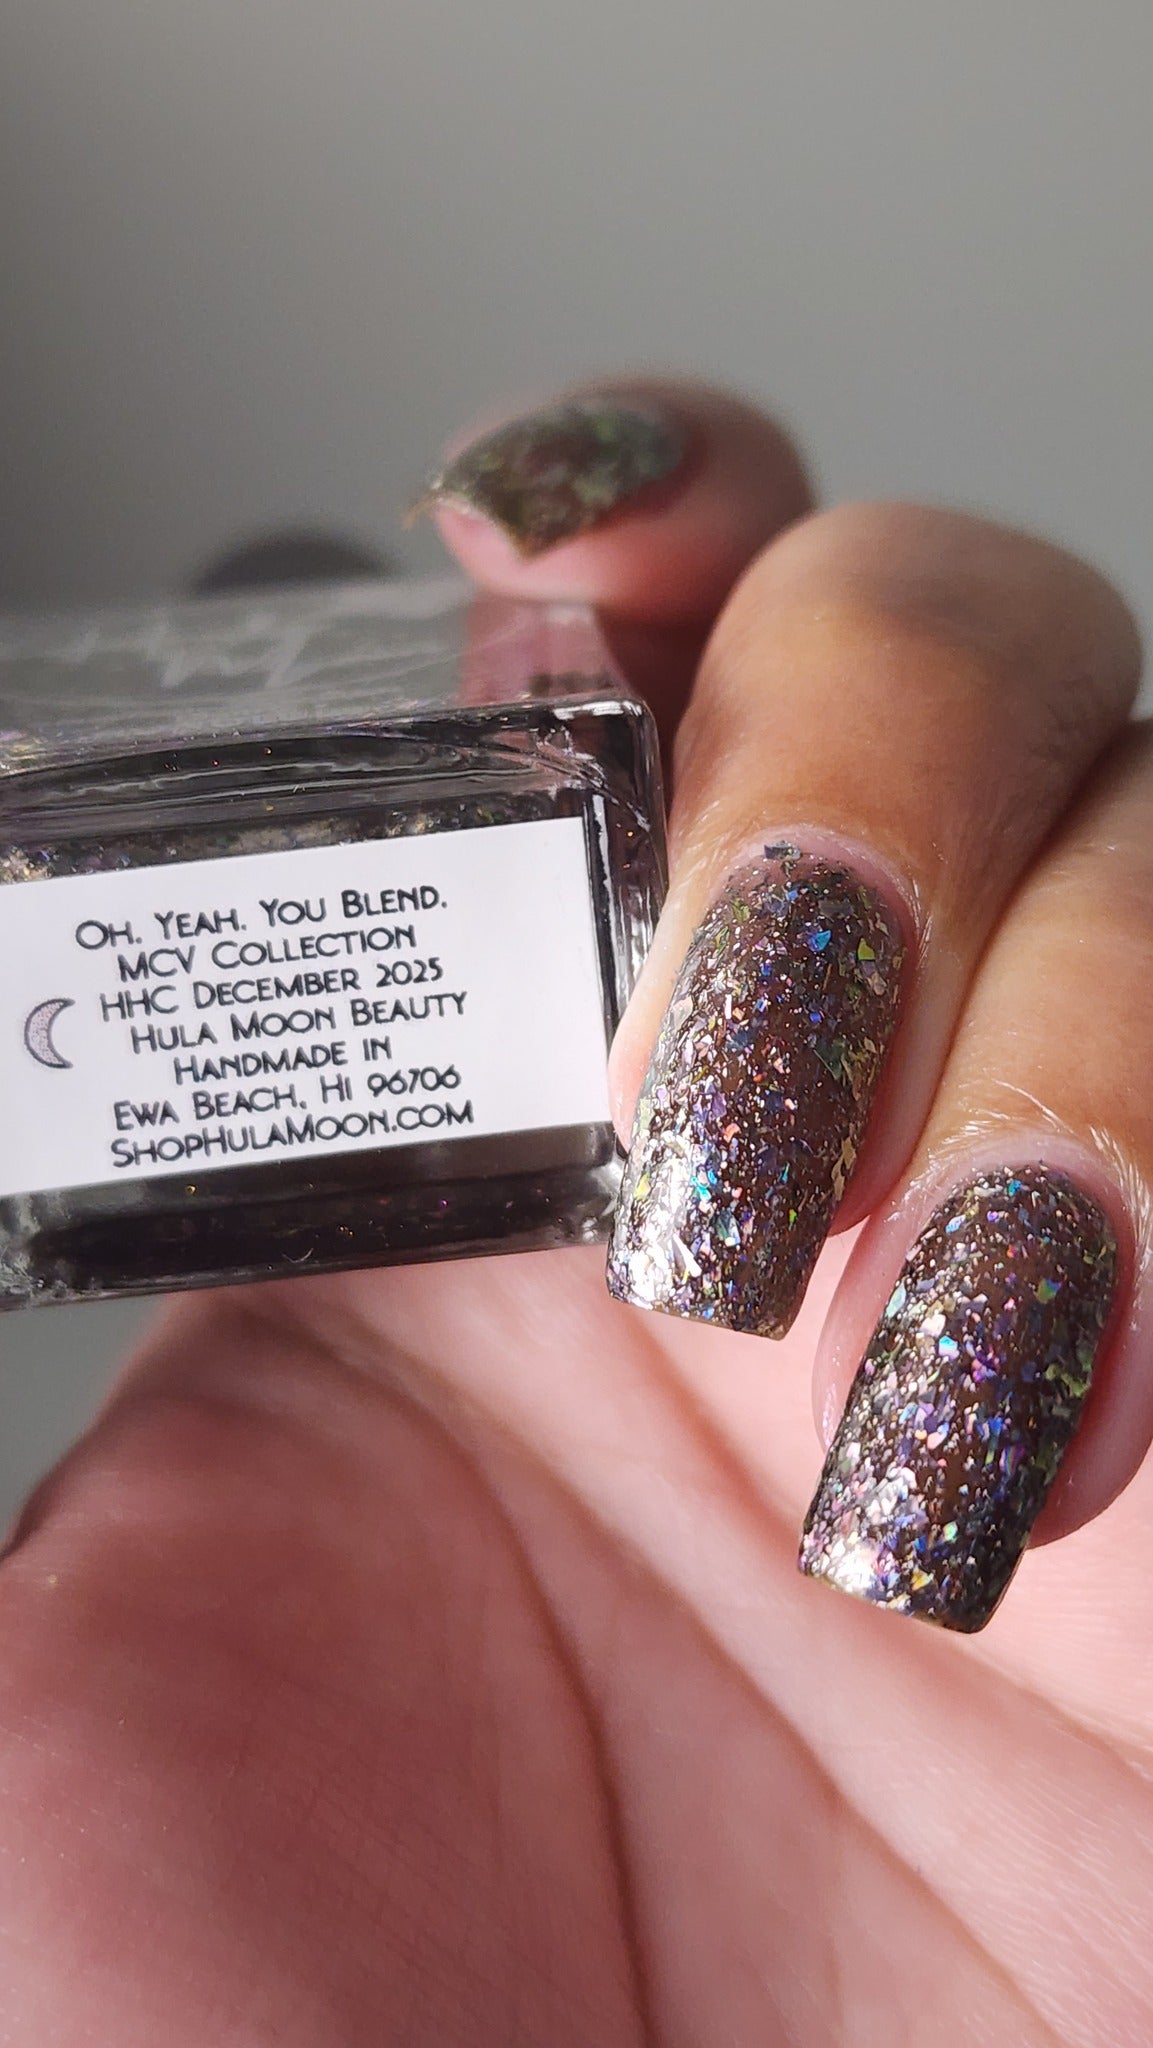 Oh. Yeah. You Blend.
MCV Collection
HHC December 2025
Hula Moon Beauty
Handmade in
Ewa Beach, Hi 96706
ShopHulaMoon.com